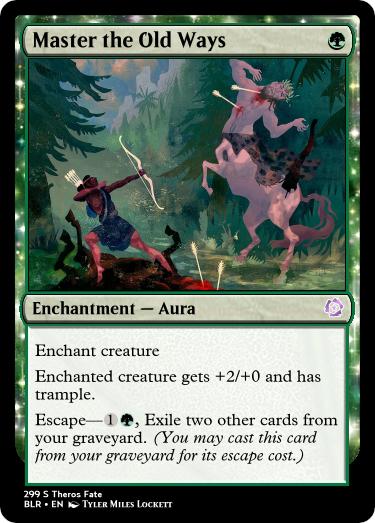 Master the Old Ways
Enchantment — Aura
Enchant creature
Enchanted creature gets +2/+0 and has
trample.
Escape—1, Exile two other cards from
your graveyard. (You may cast this card
from your graveyard for its escape cost.)
299 S Theros Fate
BLR • EN Tyler Miles Lockett